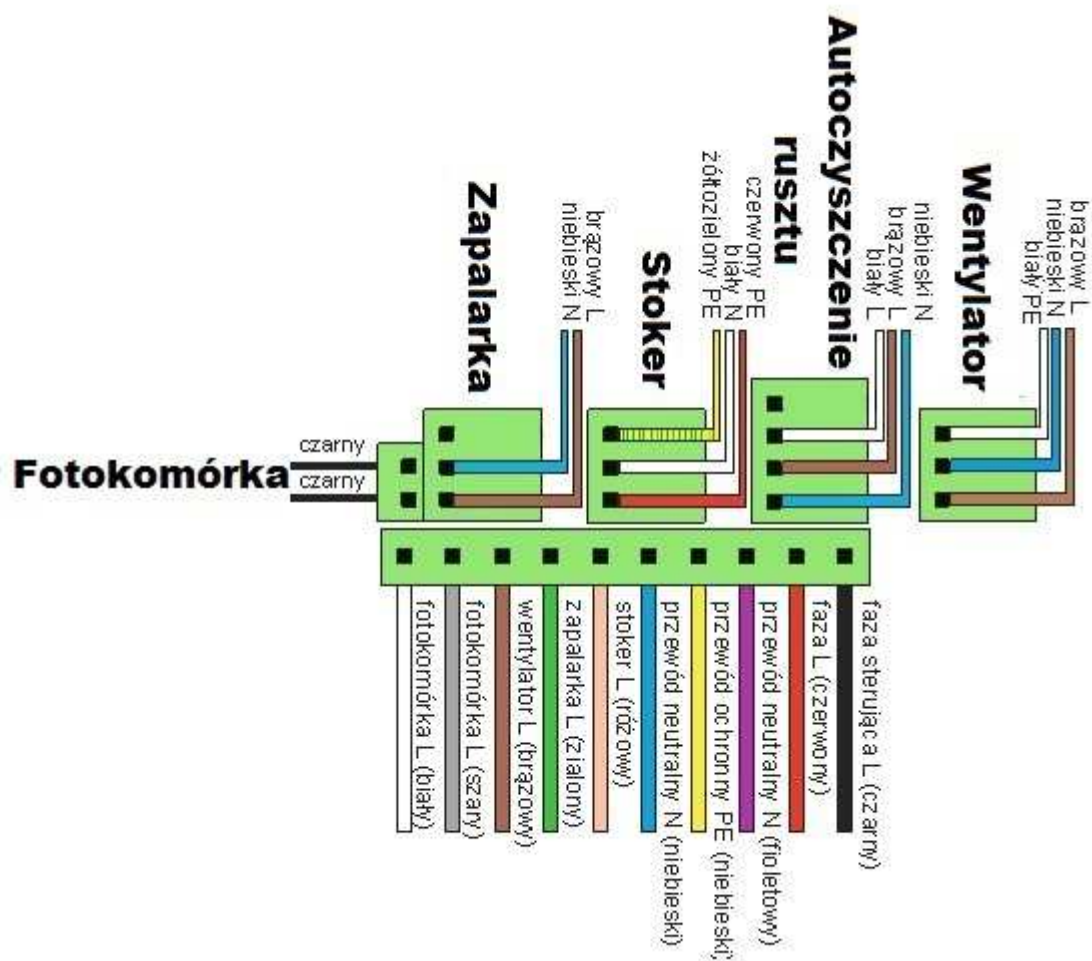 Fotokomórka
czarny
czarny
Zapalarka
brązowy L
niebieski N
Stoker
czerwony PE
biały N
żółtozielony PE
Autoczyszczenie
rusztu
niebieski N
brązowy L
biały L
Wentylator
brazowy L
niebieski N
biały PE
fotokomórka L (biały)
fotokomórka L (szary)
wentylator L (brązowy)
zapalarka L (zialony)
stoker L (różowy)
przewód neutralny N (niebieski)
przewód ochronny PE (niebieski)
przewód neutralny N (fioletowy)
faza L (czerwony)
faza sterująca L (czarny)